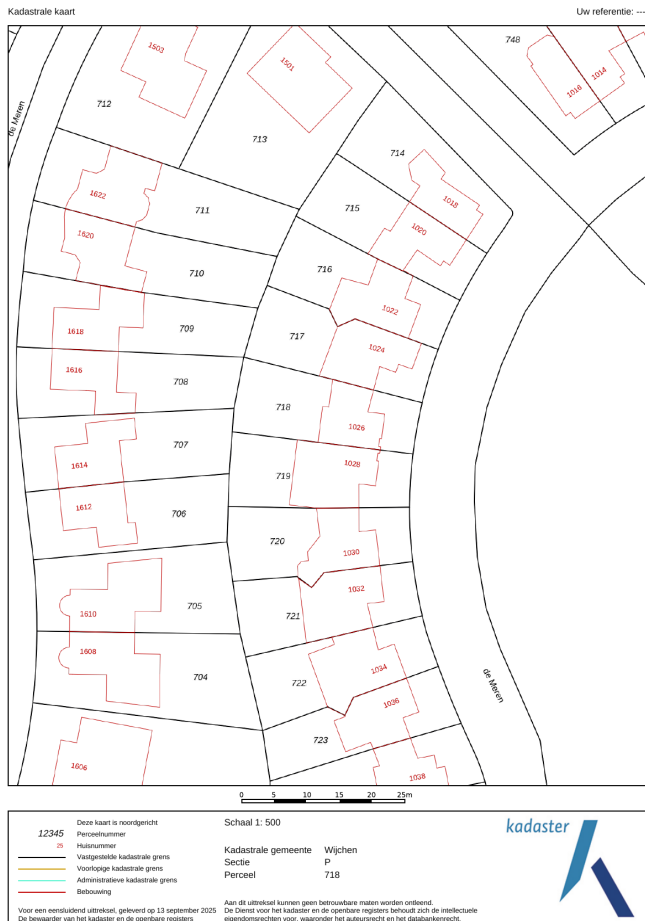 Kadastrale kaart
Uw referentie: ---
748
1503
1501
1014
1016
712
de Meren
713
714
1622
711
1018
715
1020
1620
710
716
1022
1618
709
717
1024
1616
708
718
1026
707
1614
719
1028
1612
706
720
1030
1032
705
1610
721
1608
704
722
1034
de Meren
1036
723
1606
1038
0 5 10 15 20 25m
Deze kaart is noordgericht
12345 Perceelnummer
25 Huisnummer
Vastgestelde kadastrale grens
Voorlopige kadastrale grens
Administratieve kadastrale grens
Bebouwing
Voor een eensluidend uittreksel, geleverd op 13 september 2025
De bewaarder van het kadaster en de openbare registers
Schaal 1: 500
Kadastrale gemeente Wijchen
Sectie P
Perceel 718
Aan dit uittreksel kunnen geen betrouwbare maten worden ontleend.
De Dienst voor het kadaster en de openbare registers behoudt zich de intellectuele
eigendomsrechten voor, waaronder het auteursrecht en het databankenrecht.
kadaster